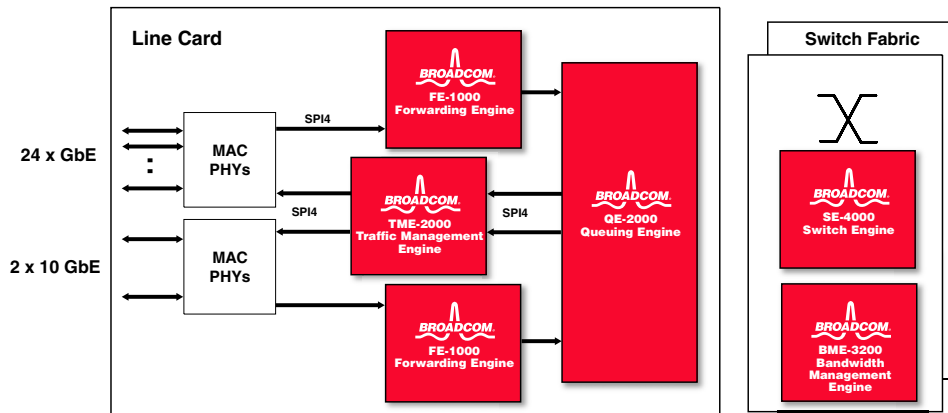 Line Card
Switch Fabric
BROADCOM®
FE-1000
Forwarding Engine
SPI4
24 x GbE
MAC
PHYs
BROADCOM®
TME-2000
Traffic Management
Engine
SPI4
SPI4
BROADCOM®
QE-2000
Queuing Engine
2 x 10 GbE
MAC
PHYs
BROADCOM®
FE-1000
Forwarding Engine
BROADCOM®
SE-4000
Switch Engine
BROADCOM®
BME-3200
Bandwidth
Management
Engine